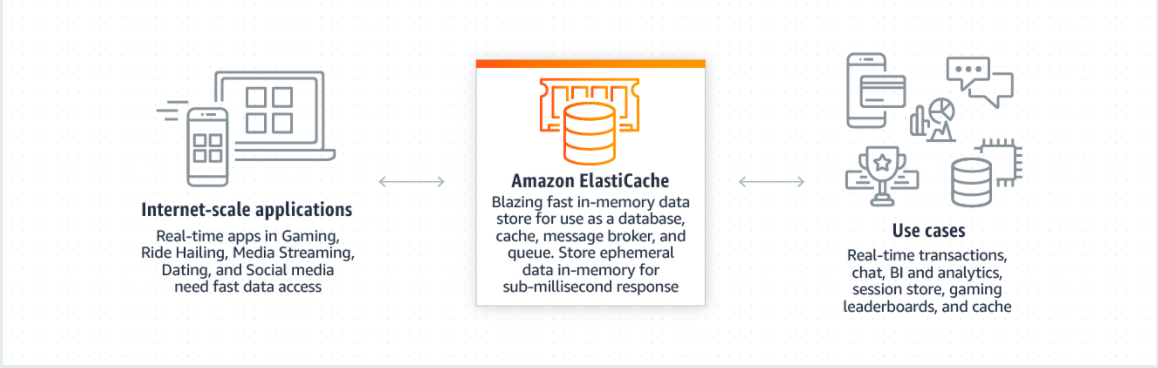 Internet-scale applications
Real-time apps in Gaming,
Ride Hailing, Media Streaming,
Dating, and Social media
need fast data access
Amazon ElastiCache
Blazing fast in-memory data
store for use as a database,
cache, message broker, and
queue. Store ephemeral
data in-memory for
sub-millisecond response
Use cases
Real-time transactions,
chat, BI and analytics,
session store, gaming
leaderboards, and cache